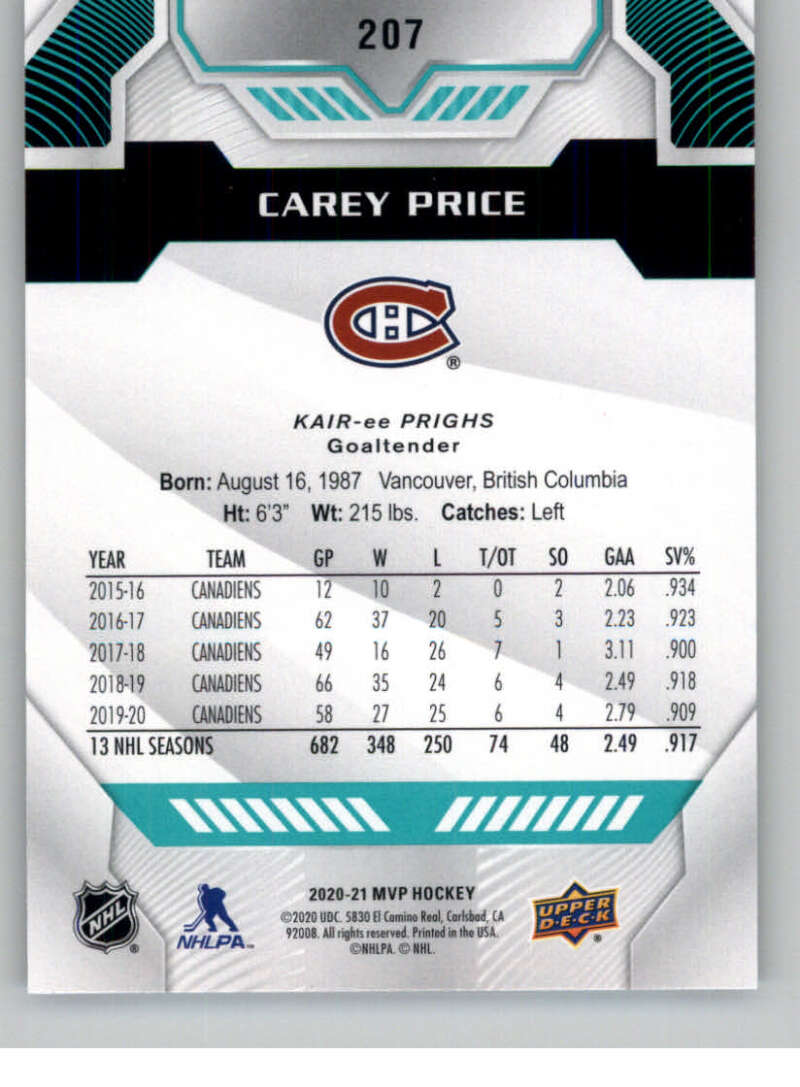 207
CAREY PRICE
®
KAIR-ee PRIGHS
Goaltender
Born: August 16, 1987 Vancouver, British Columbia
Ht: 6'3" Wt: 215 lbs. Catches: Left
YEAR TEAM GP W L T/OT SO GAA SV%
2015-16 CANADIENS 12 10 2 0 2 2.06 .934
2016-17 CANADIENS 62 37 20 5 3 2.23 .923
2017-18 CANADIENS 49 16 26 7 1 3.11 .900
2018-19 CANADIENS 66 35 24 6 4 2.49 .918
2019-20 CANADIENS 58 27 25 6 4 2.79 .909
13 NHL SEASONS 682 348 250 74 48 2.49 .917
NHL ®
NHLPA™
2020-21 MVP HOCKEY
©2020 UDC. 5830 El Camino Real, Carlsbad, CA
92008. All rights reserved. Printed in the USA.
©NHLPA. © NHL.
UPPER
D·E·C·K ®